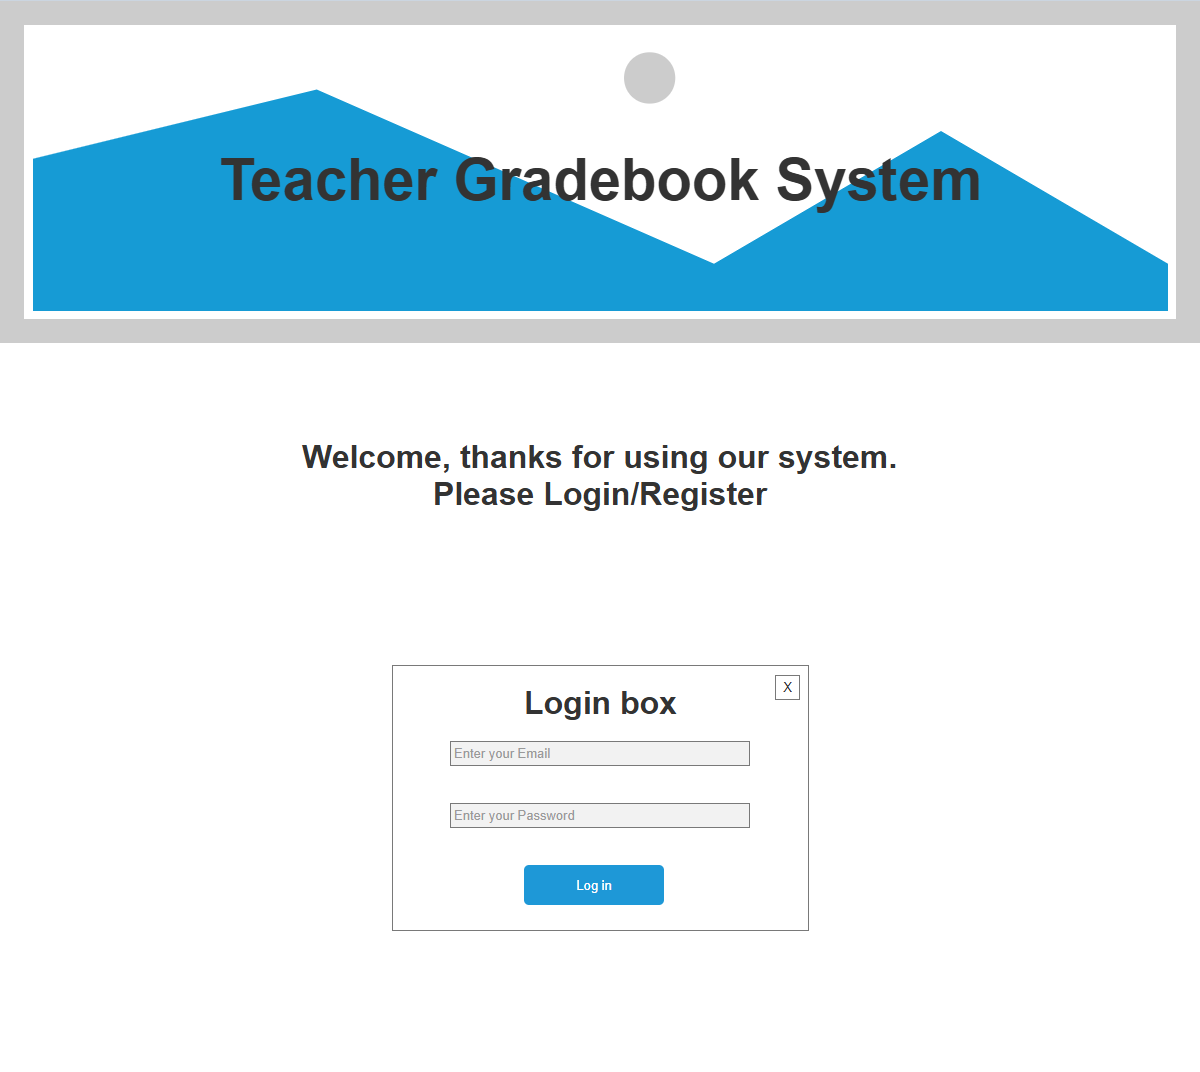 Teacher Gradebook System
Welcome, thanks for using our system.
Please Login/Register
X
Login box
Enter your Email
Enter your Password
Log in